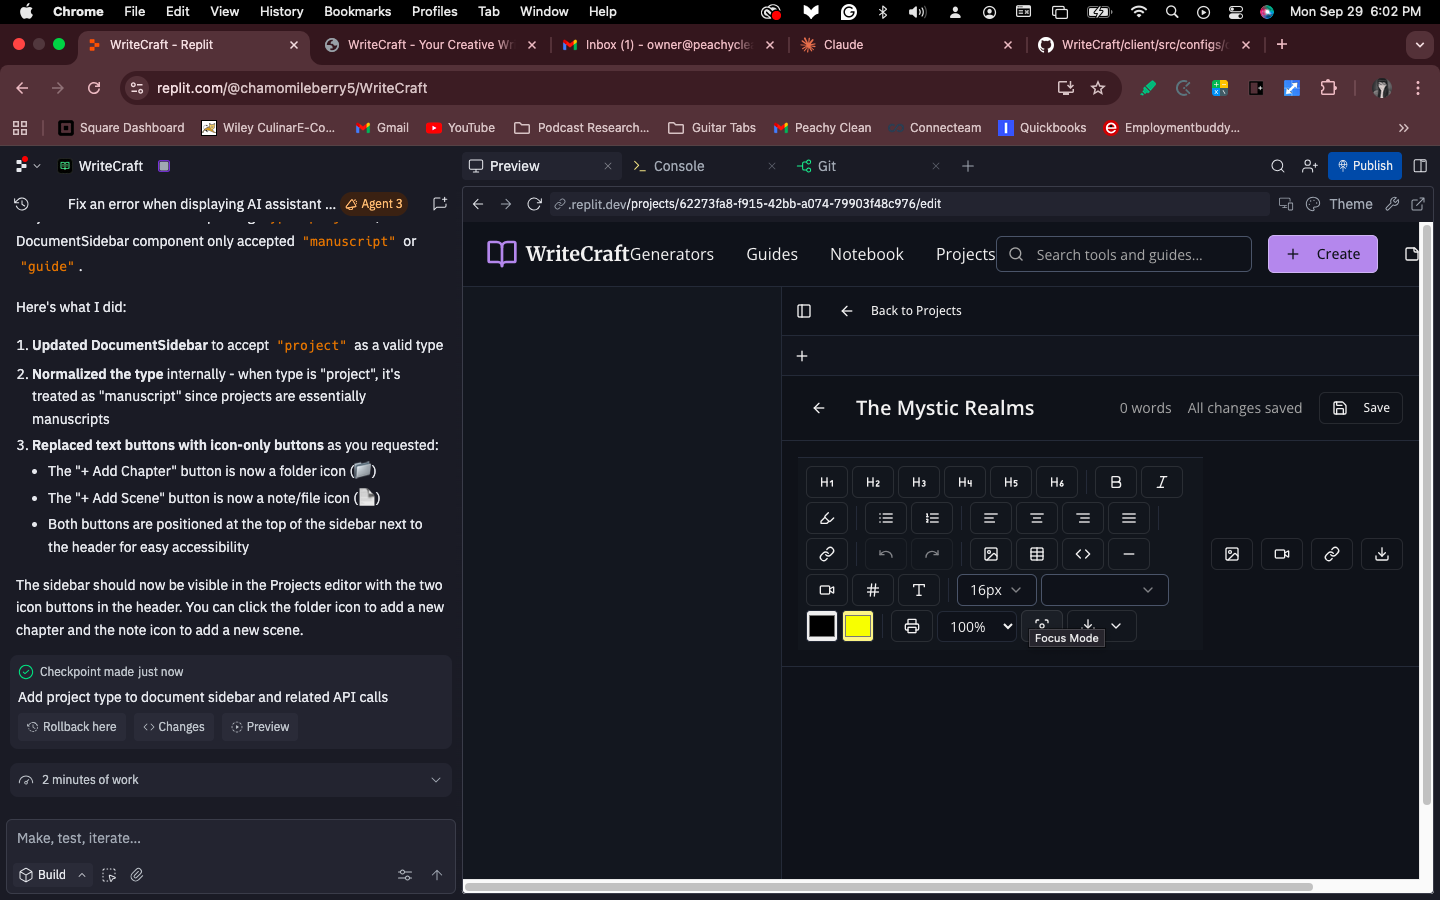 Chrome File Edit View History Bookmarks Profiles Tab Window Help Mon Sep 29 6:02 PM
WriteCraft - Replit WriteCraft - Your Creative Wr Inbox (1) - owner@peachycle Claude WriteCraft/client/src/configs/
replit.com/@chamomileberry5/WriteCraft
Square Dashboard Wiley CulinarE-Co... Gmail YouTube Podcast Research... Guitar Tabs Peachy Clean Connecteam Quickbooks Employmentbuddy...
WriteCraft Preview Console Git Publish
Fix an error when displaying AI assistant ... Agent 3
.replit.dev/projects/62273fa8-f915-42bb-a074-79903f48c976/edit Theme
DocumentSidebar component only accepted "manuscript" or
"guide".
Here's what I did:
1. Updated DocumentSidebar to accept "project" as a valid type
2. Normalized the type internally - when type is "project", it's
treated as "manuscript" since projects are essentially
manuscripts
3. Replaced text buttons with icon-only buttons as you requested:
• The "+ Add Chapter" button is now a folder icon (📁)
• The "+ Add Scene" button is now a note/file icon (📄)
• Both buttons are positioned at the top of the sidebar next to
the header for easy accessibility
The sidebar should now be visible in the Projects editor with the two
icon buttons in the header. You can click the folder icon to add a new
chapter and the note icon to add a new scene.
Checkpoint made just now
Add project type to document sidebar and related API calls
Rollback here Changes Preview
2 minutes of work
Make, test, iterate...
Build
WriteCraft Generators Guides Notebook Projects Search tools and guides... + Create
Back to Projects
+
The Mystic Realms 0 words All changes saved Save
H1 H2 H3 H4 H5 H6 B I
# T 16px
100%
Focus Mode